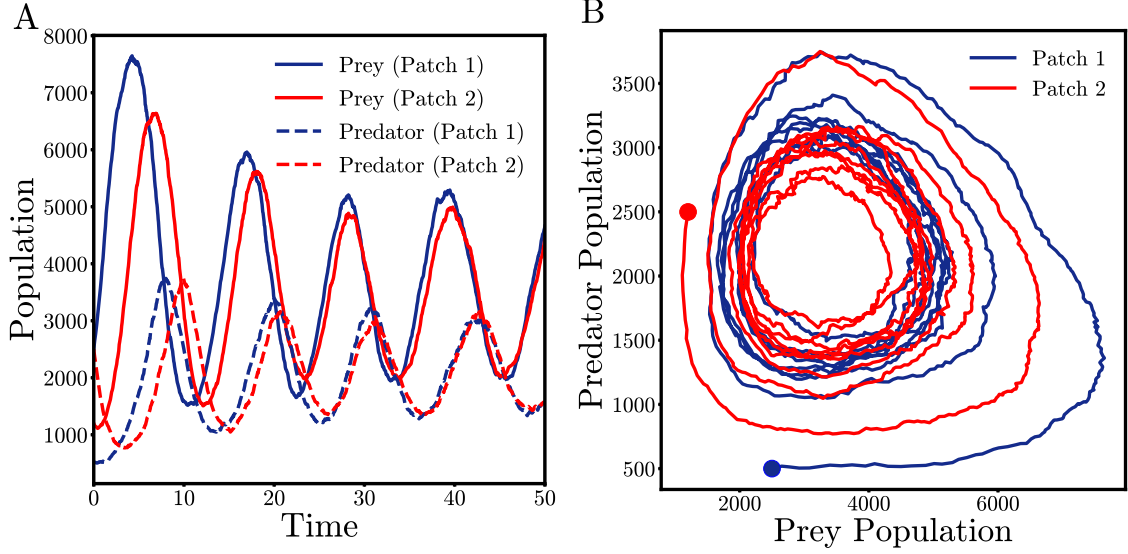 A
8000
7000
6000
5000
4000
3000
2000
1000
Population
Prey (Patch 1)
Prey (Patch 2)
Predator (Patch 1)
Predator (Patch 2)
0 10 20 30 40 50
Time
B
3500
3000
2500
2000
1500
1000
500
Predator Population
Patch 1
Patch 2
2000 4000 6000
Prey Population